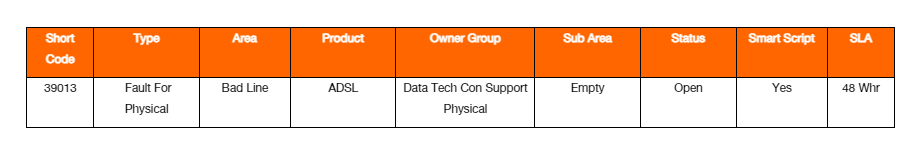 Short Code Type Area Product Owner Group Sub Area Status Smart Script SLA
39013 Fault For Physical Bad Line ADSL Data Tech Con Support Physical Empty Open Yes 48 Whr